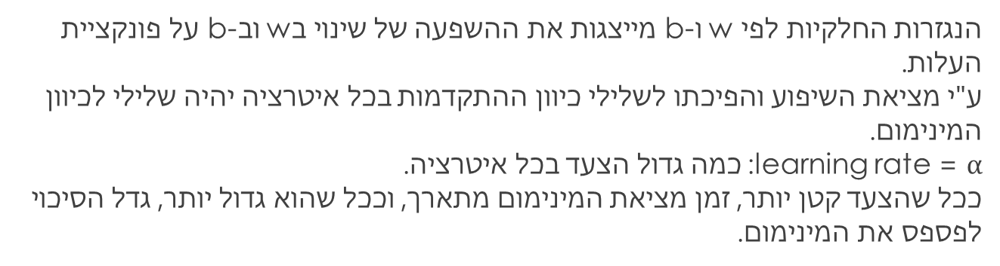 הנגזרות החלקיות לפי w ו-b מייצגות את ההשפעה של שינוי בw וב-b על פונקציית
העלות.
ע"י מציאת השיפוע והפיכתו לשלילי כיוון ההתקדמות בכל איטרציה יהיה שלילי לכיוון
המינימום.
α = learning rate: כמה גדול הצעד בכל איטרציה.
ככל שהצעד קטן יותר, זמן מציאת המינימום מתארך, וככל שהוא גדול יותר, גדל הסיכוי
לפספס את המינימום.